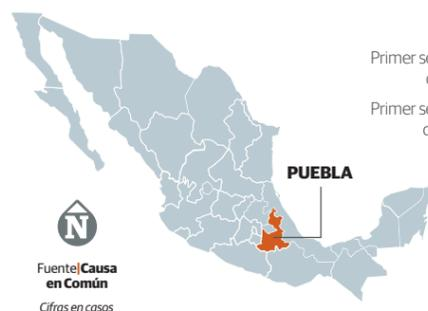 Primer se
Primer se
PUEBLA
N
Fuente|Causa
en Común
Cifras en casos